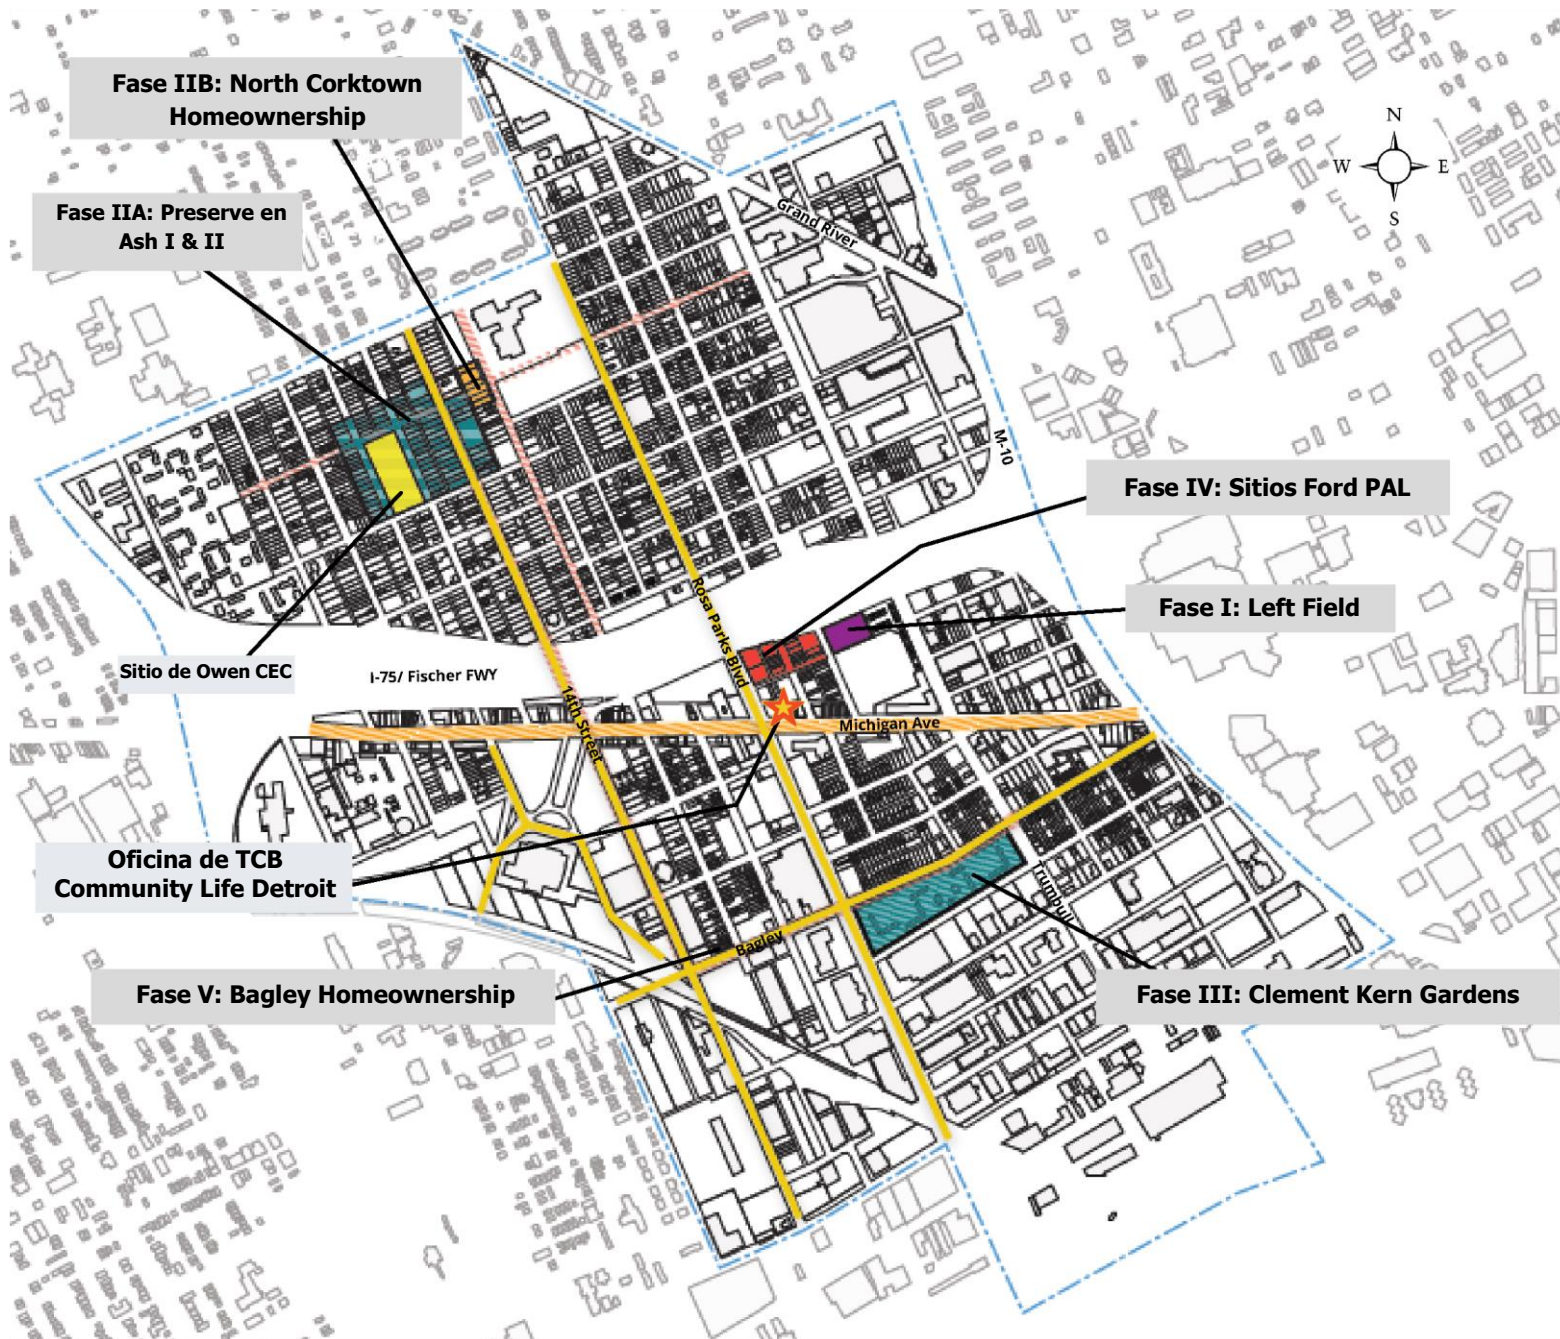 Fase IIB: North Corktown
Homeownership
N
W
E
S
Fase IIA: Preserve en
Ash I & II
Grand River
M-10
Fase IV: Sitios Ford PAL
Rosa Parks Blvd
Fase I: Left Field
Sitio de Owen CEC
I-75/ Fischer FWY
14th Street
Michigan Ave
Oficina de TCB
Community Life Detroit
Trumbull
Bagley
Fase V: Bagley Homeownership
Fase III: Clement Kern Gardens